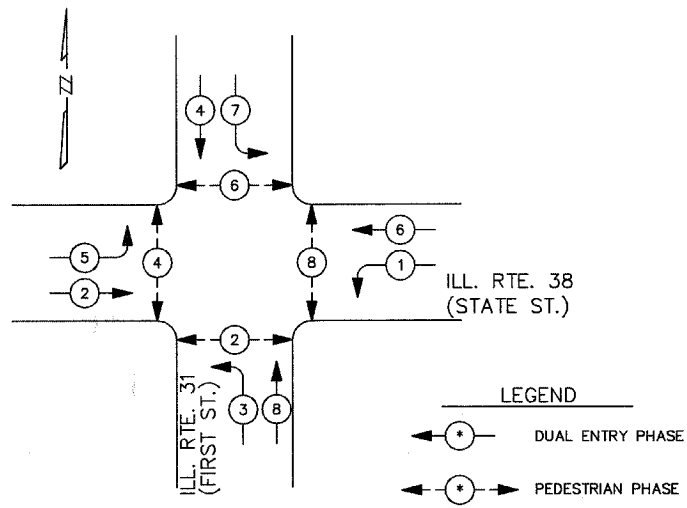 N
4 7
6
5 4 8 6
2 1
ILL. RTE. 38
(STATE ST.)
2
3 8
ILL. RTE. 31
(FIRST ST.)
LEGEND
* DUAL ENTRY PHASE
* PEDESTRIAN PHASE